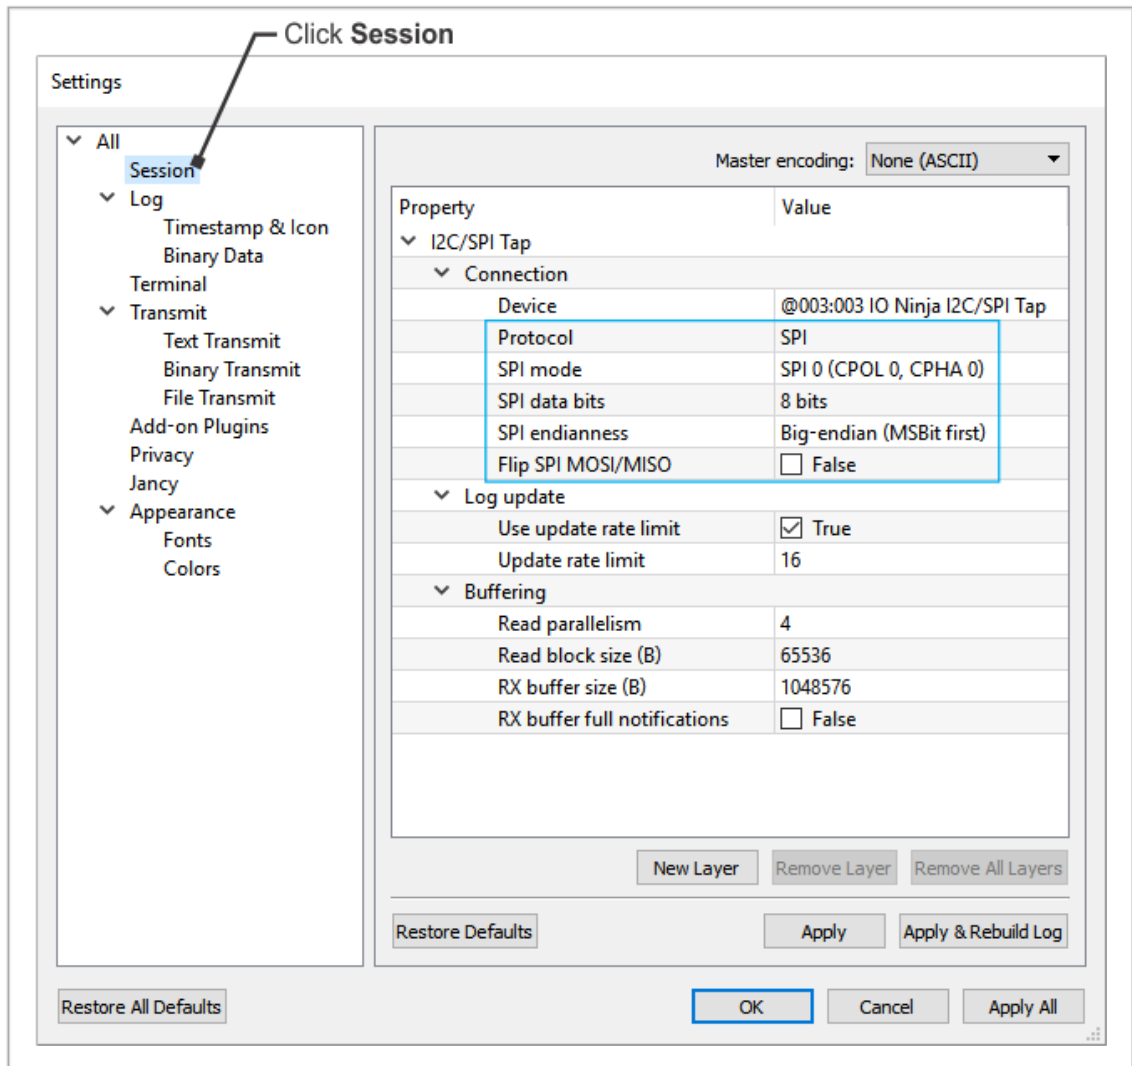 Click Session
Settings
All
Session
Log
Timestamp & Icon
Binary Data
Terminal
Transmit
Text Transmit
Binary Transmit
File Transmit
Add-on Plugins
Privacy
Jancy
Appearance
Fonts
Colors
Master encoding: None (ASCII)
Property Value
I2C/SPI Tap
Connection
Device @003:003 IO Ninja I2C/SPI Tap
Protocol SPI
SPI mode SPI 0 (CPOL 0, CPHA 0)
SPI data bits 8 bits
SPI endianness Big-endian (MSBit first)
Flip SPI MOSI/MISO False
Log update
Use update rate limit True
Update rate limit 16
Buffering
Read parallelism 4
Read block size (B) 65536
RX buffer size (B) 1048576
RX buffer full notifications False
New Layer Remove Layer Remove All Layers
Restore Defaults Apply Apply & Rebuild Log
Restore All Defaults OK Cancel Apply All